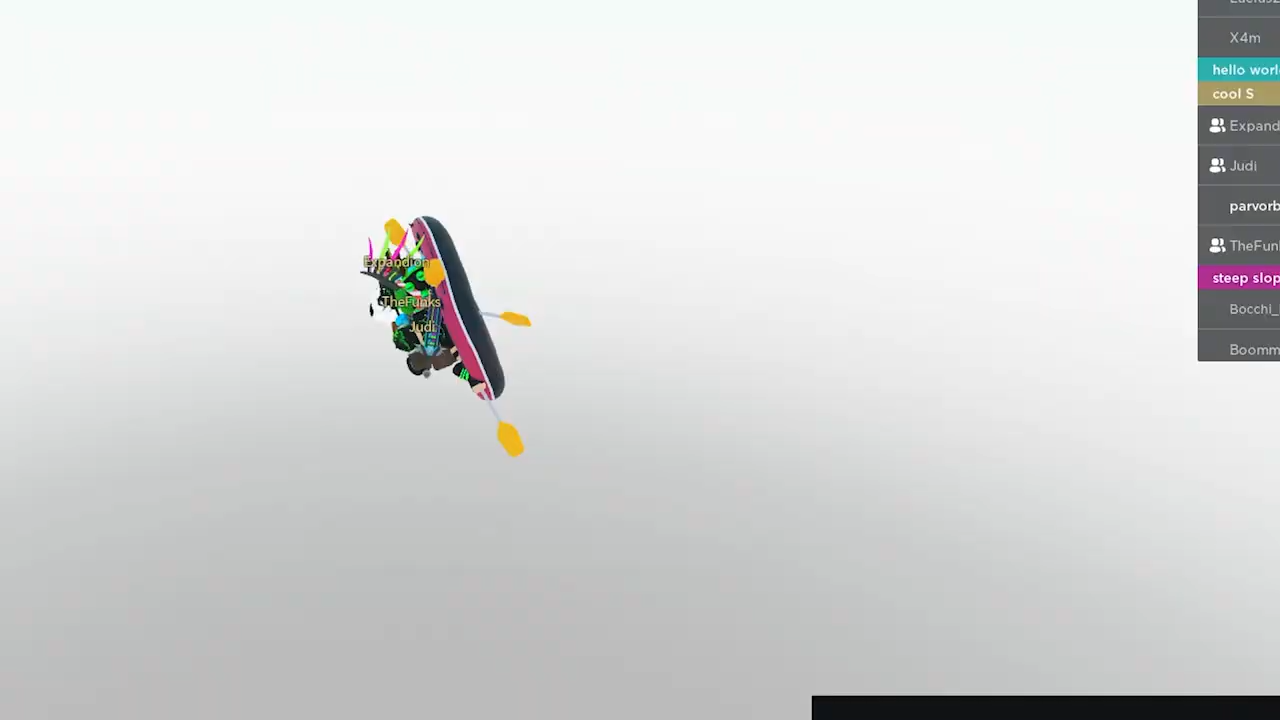 X4m
hello worl
cool S
Expand
Judi
parvorb
TheFun
steep slop
Bocchi_
Boomm
Expandion
TheFunks
Judi